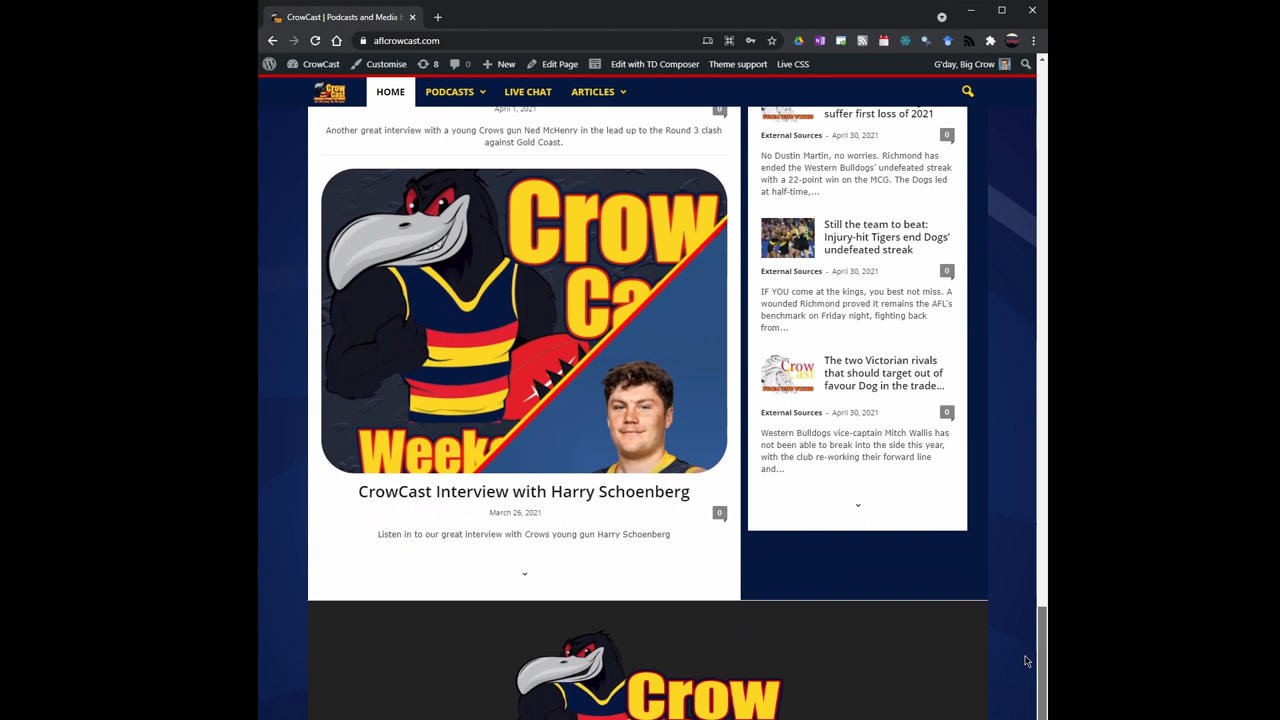 CrowCast | Podcasts and Media b
aflcrowcast.com
CrowCast
Customise
8
0
New
Edit Page
Edit with TD Composer
Theme support
Live CSS
G'day, Big Crow
Crow
Cast
HOME
PODCASTS
LIVE CHAT
ARTICLES
April 1, 2021
0
Another great interview with a young Crows gun Ned McHenry in the lead up to the Round 3 clash
against Gold Coast.
Crow
Ca
Week
CrowCast Interview with Harry Schoenberg
March 26, 2021
0
Listen in to our great interview with Crows young gun Harry Schoenberg
suffer first loss of 2021
External Sources - April 30, 2021
0
No Dustin Martin, no worries. Richmond has
ended the Western Bulldogs' undefeated streak
with a 22-point win on the MCG. The Dogs led
at half-time,...
Still the team to beat:
Injury-hit Tigers end Dogs'
undefeated streak
External Sources - April 30, 2021
0
IF YOU come at the kings, you best not miss. A
wounded Richmond proved it remains the AFL's
benchmark on Friday night, fighting back
from...
Crow
Cast
The two Victorian rivals
that should target out of
favour Dog in the trade...
External Sources - April 30, 2021
0
Western Bulldogs vice-captain Mitch Wallis has
not been able to break into the side this year,
with the club re-working their forward line
and...
Crow